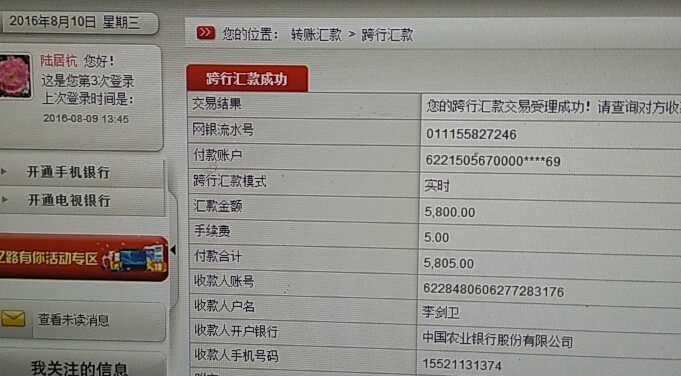 2016年8月10日 星期三
陆居杭 您好！
这是您第3次登录
上次登录时间是：
2016-08-09 13:45
开通手机银行
开通电视银行
路有你活动专区
查看未读消息
我关注的信息
您的位置： 转账汇款 > 跨行汇款
跨行汇款成功
交易结果 您的跨行汇款交易受理成功！请查询对方收
网银流水号 011155827246
付款账户 6221505670000****69
跨行汇款模式 实时
汇款金额 5,800.00
手续费 5.00
付款合计 5,805.00
收款人账号 6228480606277283176
收款人户名 李剑卫
收款人开户银行 中国农业银行股份有限公司
收款人手机号码 15521131374